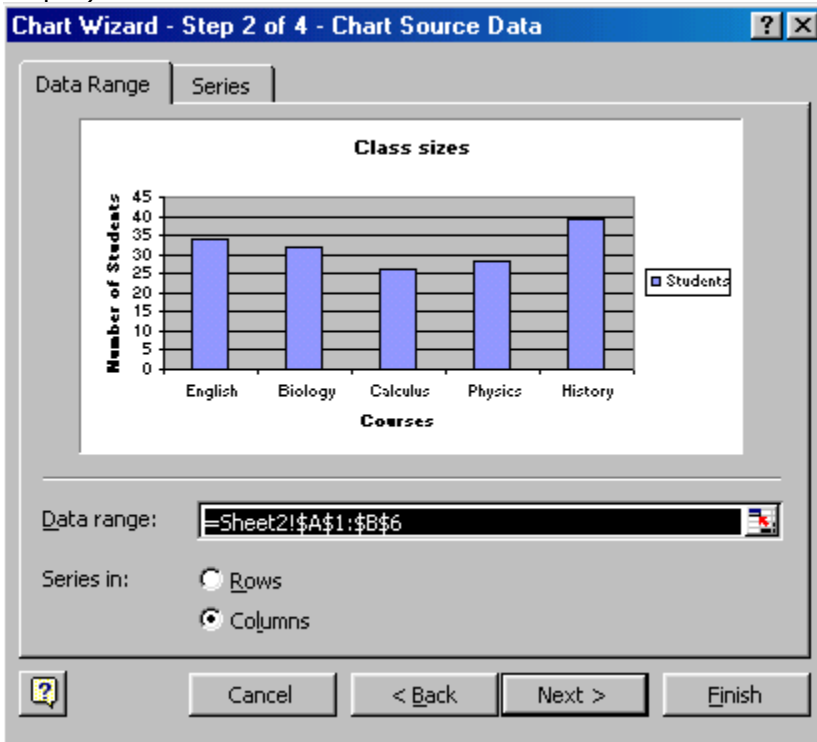 Chart Wizard - Step 2 of 4 - Chart Source Data
Data Range Series
Class sizes
Number of Students
45
40
35
30
25
20
15
10
5
0
English Biology Calculus Physics History
Courses
Students
Data range: =Sheet2!$A$1:$B$6
Series in: Rows
Columns
Cancel < Back Next > Finish